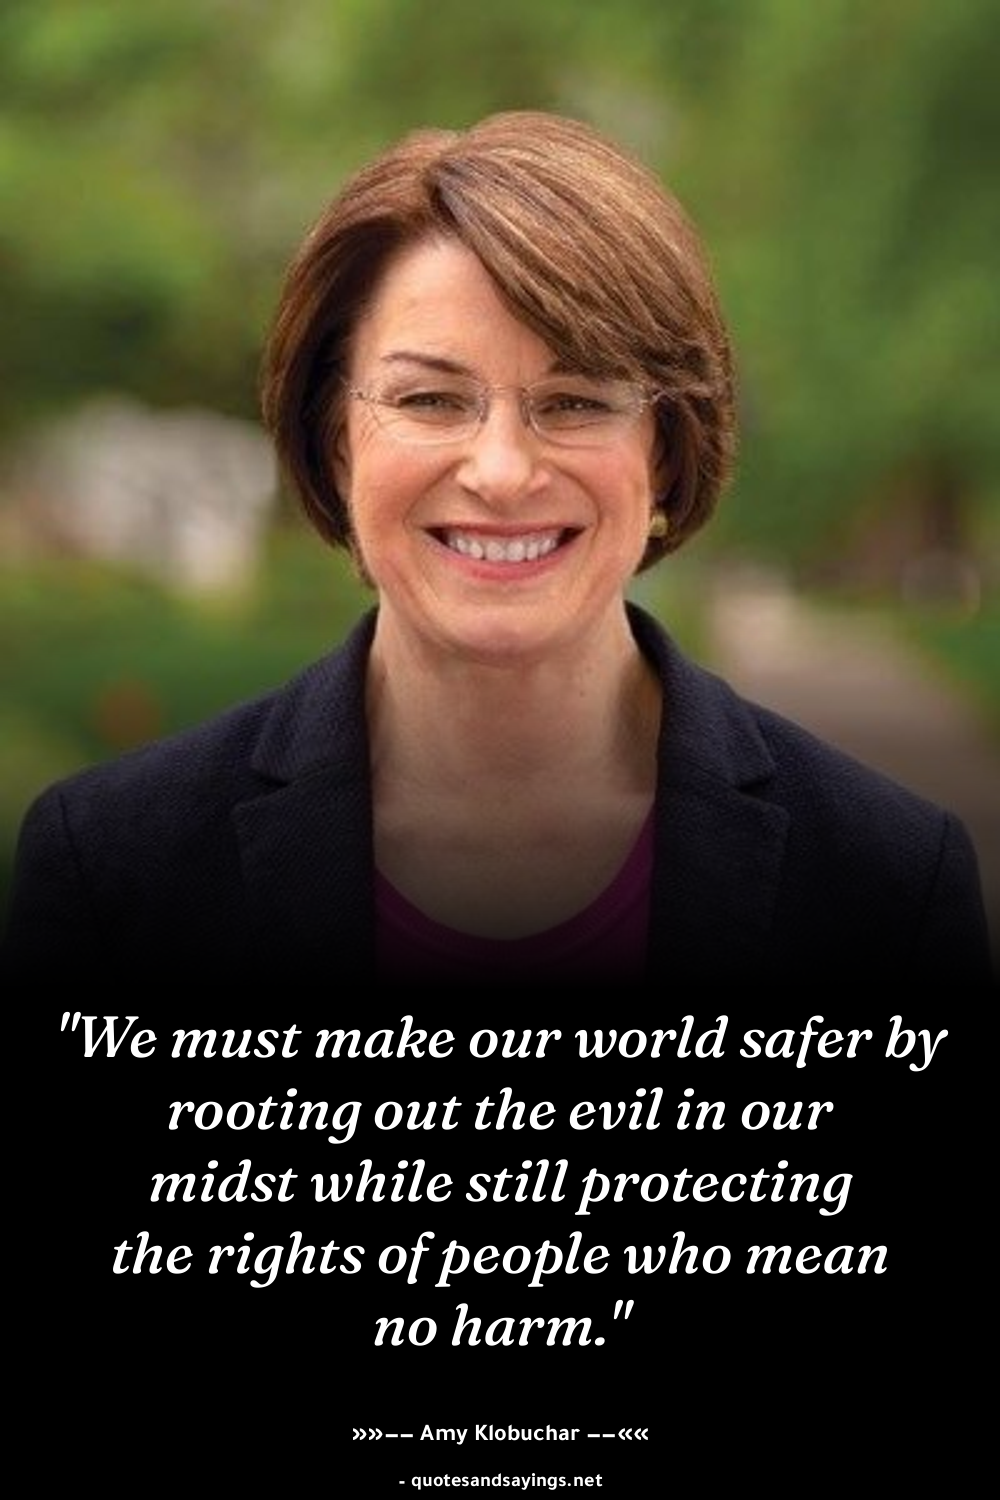 "We must make our world safer by
rooting out the evil in our
midst while still protecting
the rights of people who mean
no harm."
»»−− Amy Klobuchar −−««
- quotesandsayings.net